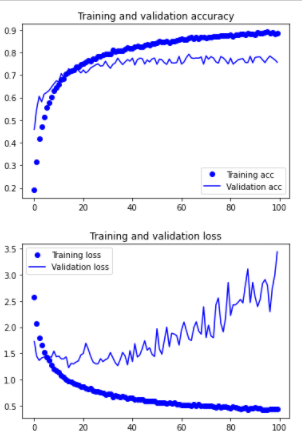 Training and validation accuracy
0.9
0.8
0.7
0.6
0.5
0.4
0.3
0.2
Training acc
Validation acc
0 20 40 60 80 100
Training and validation loss
3.5
3.0
2.5
2.0
1.5
1.0
0.5
Training loss
Validation loss
0 20 40 60 80 100